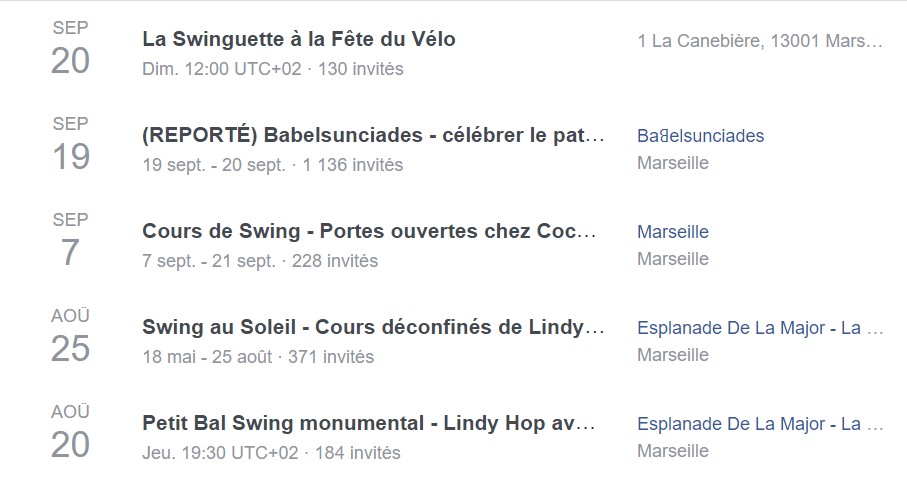 SEP
20
La Swinguette à la Fête du Vélo
Dim. 12:00 UTC+02 · 130 invités
1 La Canebière, 13001 Mars…
SEP
19
(REPORTÉ) Babelsunciades - célébrer le pat…
19 sept. - 20 sept. · 1 136 invités
Baᗺelsunciades
Marseille
SEP
7
Cours de Swing - Portes ouvertes chez Coc…
7 sept. - 21 sept. · 228 invités
Marseille
Marseille
AOÛ
25
Swing au Soleil - Cours déconfinés de Lindy…
18 mai - 25 août · 371 invités
Esplanade De La Major - La …
Marseille
AOÛ
20
Petit Bal Swing monumental - Lindy Hop av…
Jeu. 19:30 UTC+02 · 184 invités
Esplanade De La Major - La …
Marseille